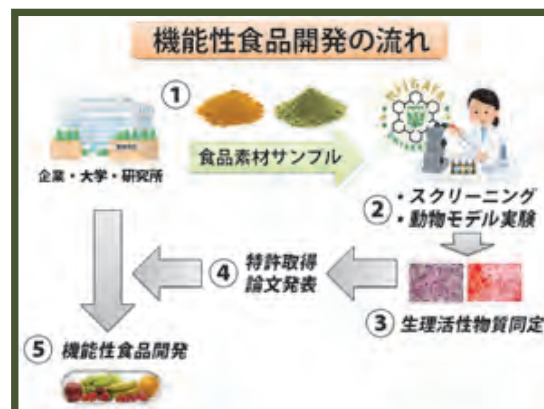 機能性食品開発の流れ
①
食品素材サンプル
企業・大学・研究所
NIIGATA
②
・スクリーニング
・動物モデル実験
③ 生理活性物質同定
④ 特許取得
論文発表
⑤ 機能性食品開発